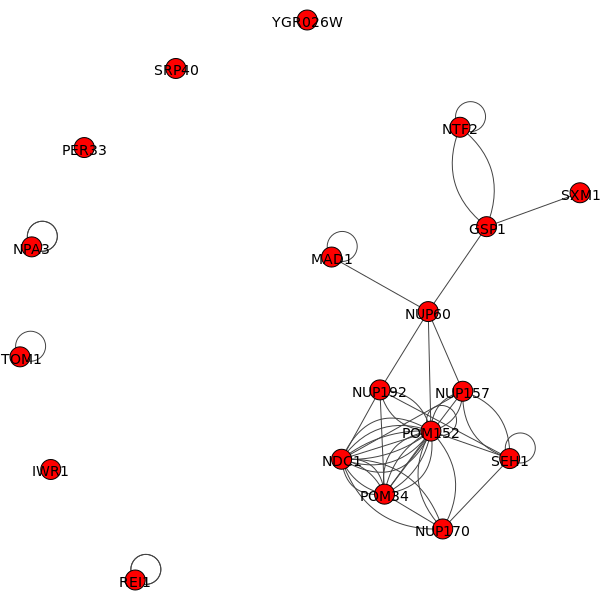 YGR026W
SRP40
NTF2
PER33
SXM1
GSP1
NPA3
MAD1
NUP60
TOM1
NUP192
NUP157
POM152
NDC1
SEH1
IWR1
POM34
NUP170
REI1